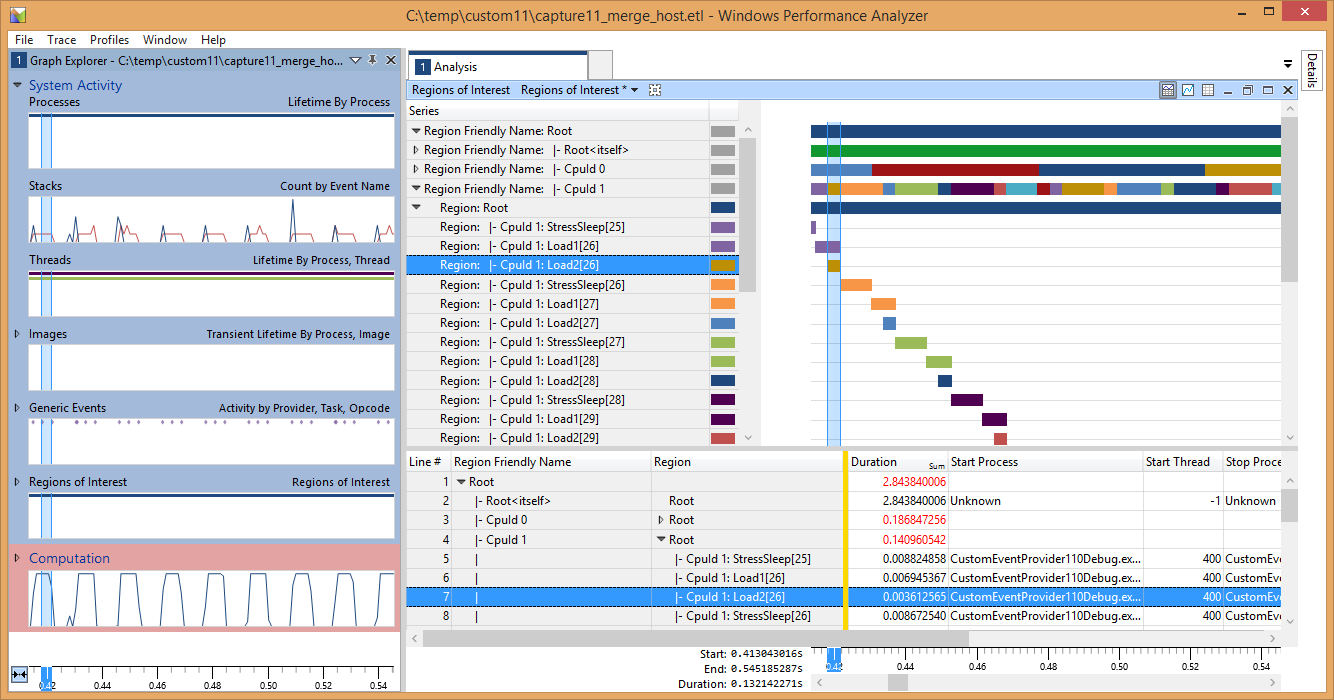 C:\temp\custom11\capture11_merge_host.etl - Windows Performance Analyzer
File Trace Profiles Window Help
1 Graph Explorer - C:\temp\custom11\capture11_merge_ho...
System Activity
Processes Lifetime By Process
Stacks Count by Event Name
Threads Lifetime By Process, Thread
Images Transient Lifetime By Process, Image
Generic Events Activity by Provider, Task, Opcode
Regions of Interest Regions of Interest
Computation
0.42 0.44 0.46 0.48 0.50 0.52 0.54
1 Analysis
Details
Regions of Interest Regions of Interest *
Series
Region Friendly Name: Root
Region Friendly Name: |- Root<itself>
Region Friendly Name: |- CpuId 0
Region Friendly Name: |- CpuId 1
Region: Root
Region: |- CpuId 1: StressSleep[25]
Region: |- CpuId 1: Load1[26]
Region: |- CpuId 1: Load2[26]
Region: |- CpuId 1: StressSleep[26]
Region: |- CpuId 1: Load1[27]
Region: |- CpuId 1: Load2[27]
Region: |- CpuId 1: StressSleep[27]
Region: |- CpuId 1: Load1[28]
Region: |- CpuId 1: Load2[28]
Region: |- CpuId 1: StressSleep[28]
Region: |- CpuId 1: Load1[29]
Region: |- CpuId 1: Load2[29]
Line # Region Friendly Name Region Duration Sum Start Process Start Thread Stop Proce
1 Root 2.843840006
2 |- Root<itself> Root 2.843840006 Unknown -1 Unknown
3 |- CpuId 0 Root 0.186847256
4 |- CpuId 1 Root 0.140960542
5 | |- CpuId 1: StressSleep[25] 0.008824858 CustomEventProvider110Debug.ex... 400 CustomEve
6 | |- CpuId 1: Load1[26] 0.006945367 CustomEventProvider110Debug.ex... 400 CustomEve
7 | |- CpuId 1: Load2[26] 0.003612565 CustomEventProvider110Debug.ex... 400 CustomEve
8 | |- CpuId 1: StressSleep[26] 0.008672540 CustomEventProvider110Debug.ex... 400 CustomEve
Start: 0.413043016s
End: 0.545185287s
Duration: 0.132142271s
0.42 0.44 0.46 0.48 0.50 0.52 0.54